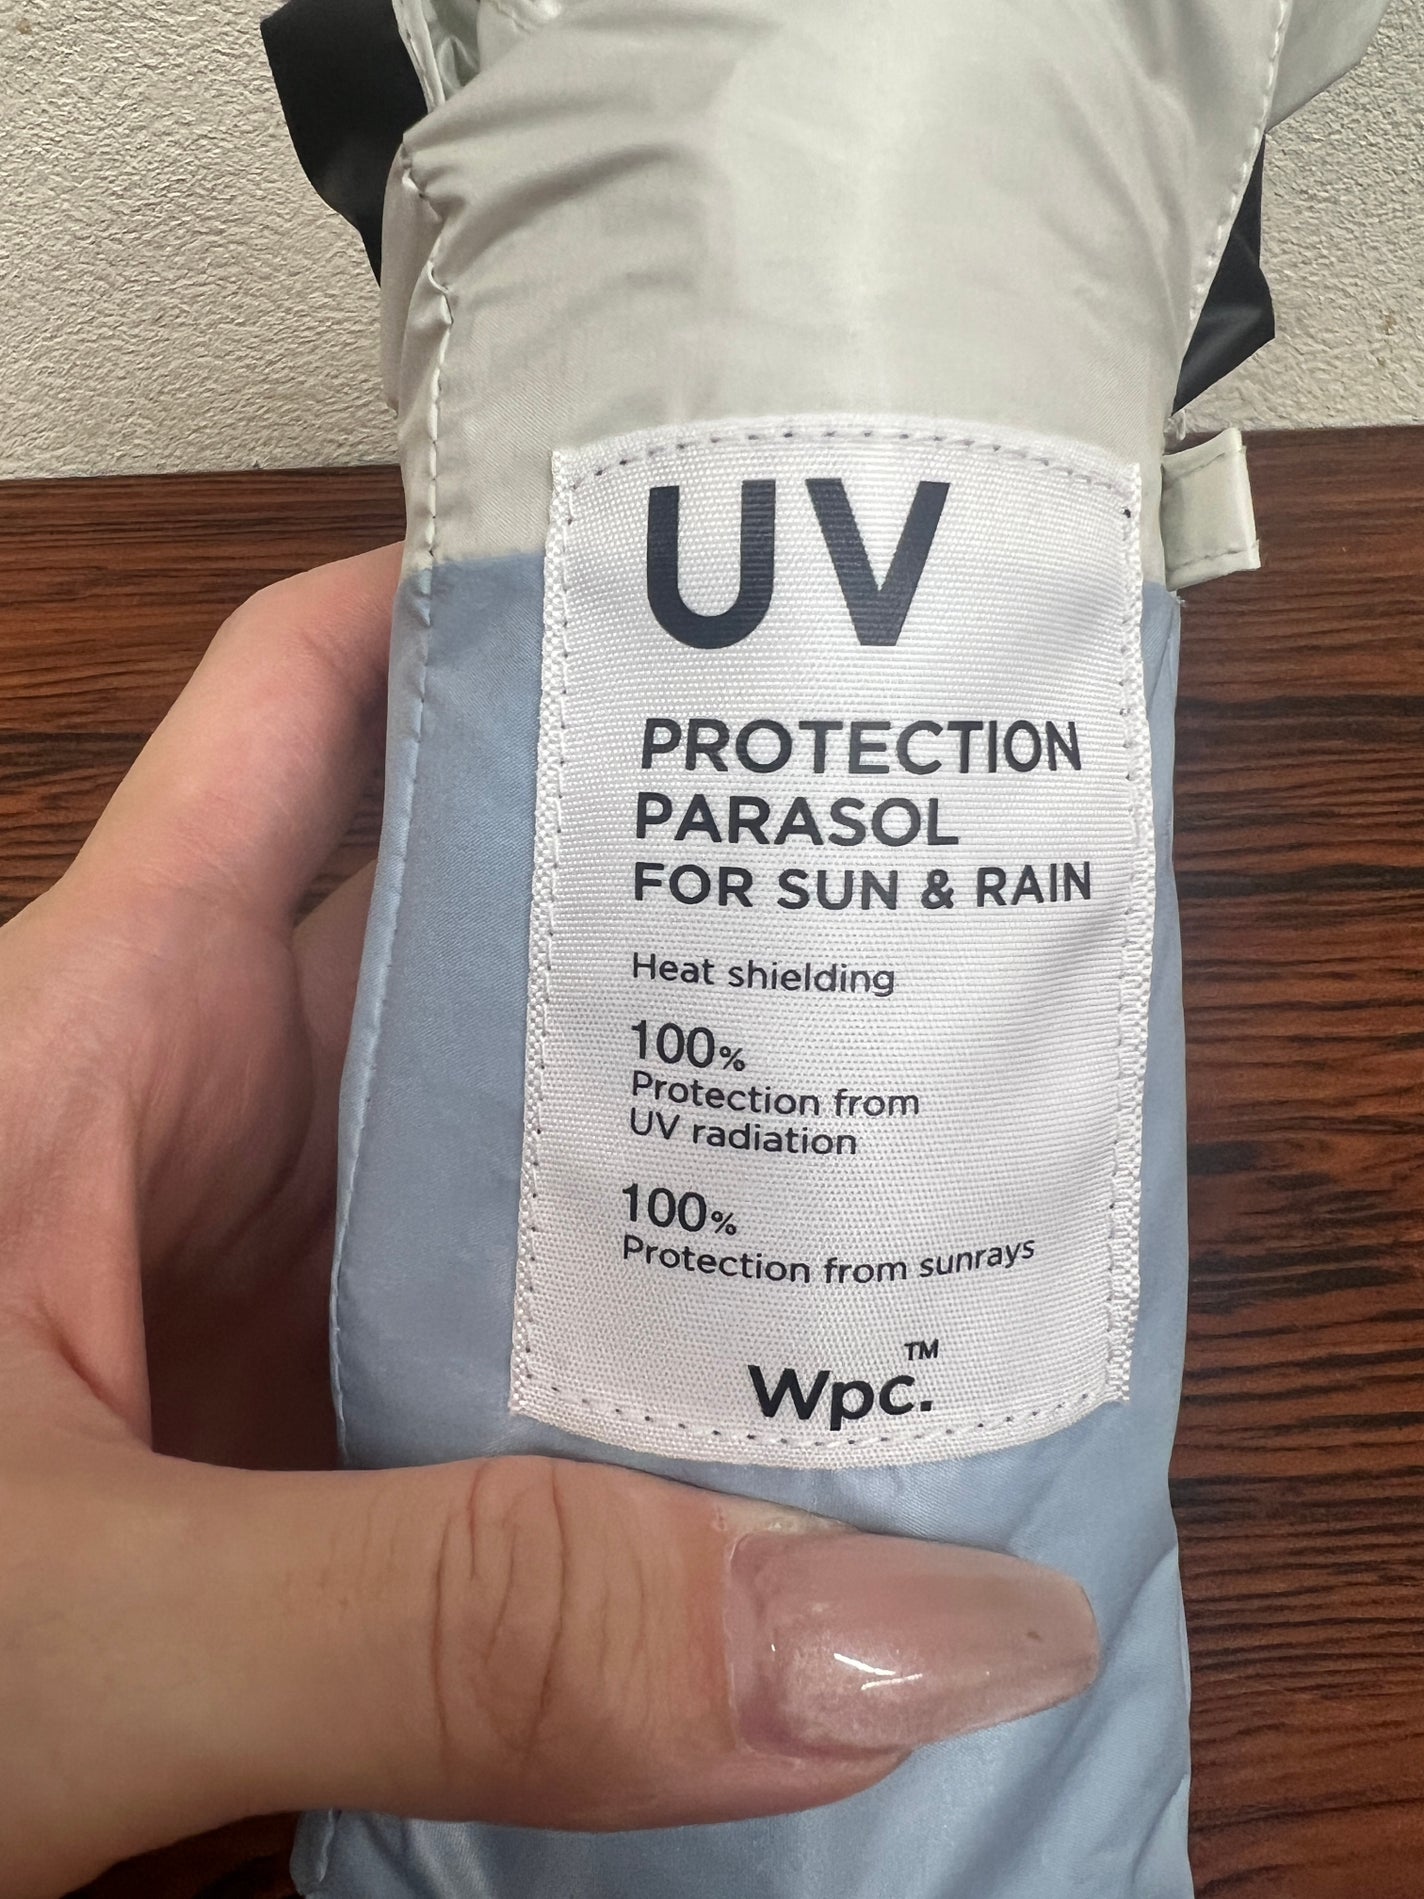 UV
PROTECTION
PARASOL
FOR SUN & RAIN
Heat shielding
100%
Protection from
UV radiation
100%
Protection from sunrays
Wpc.™